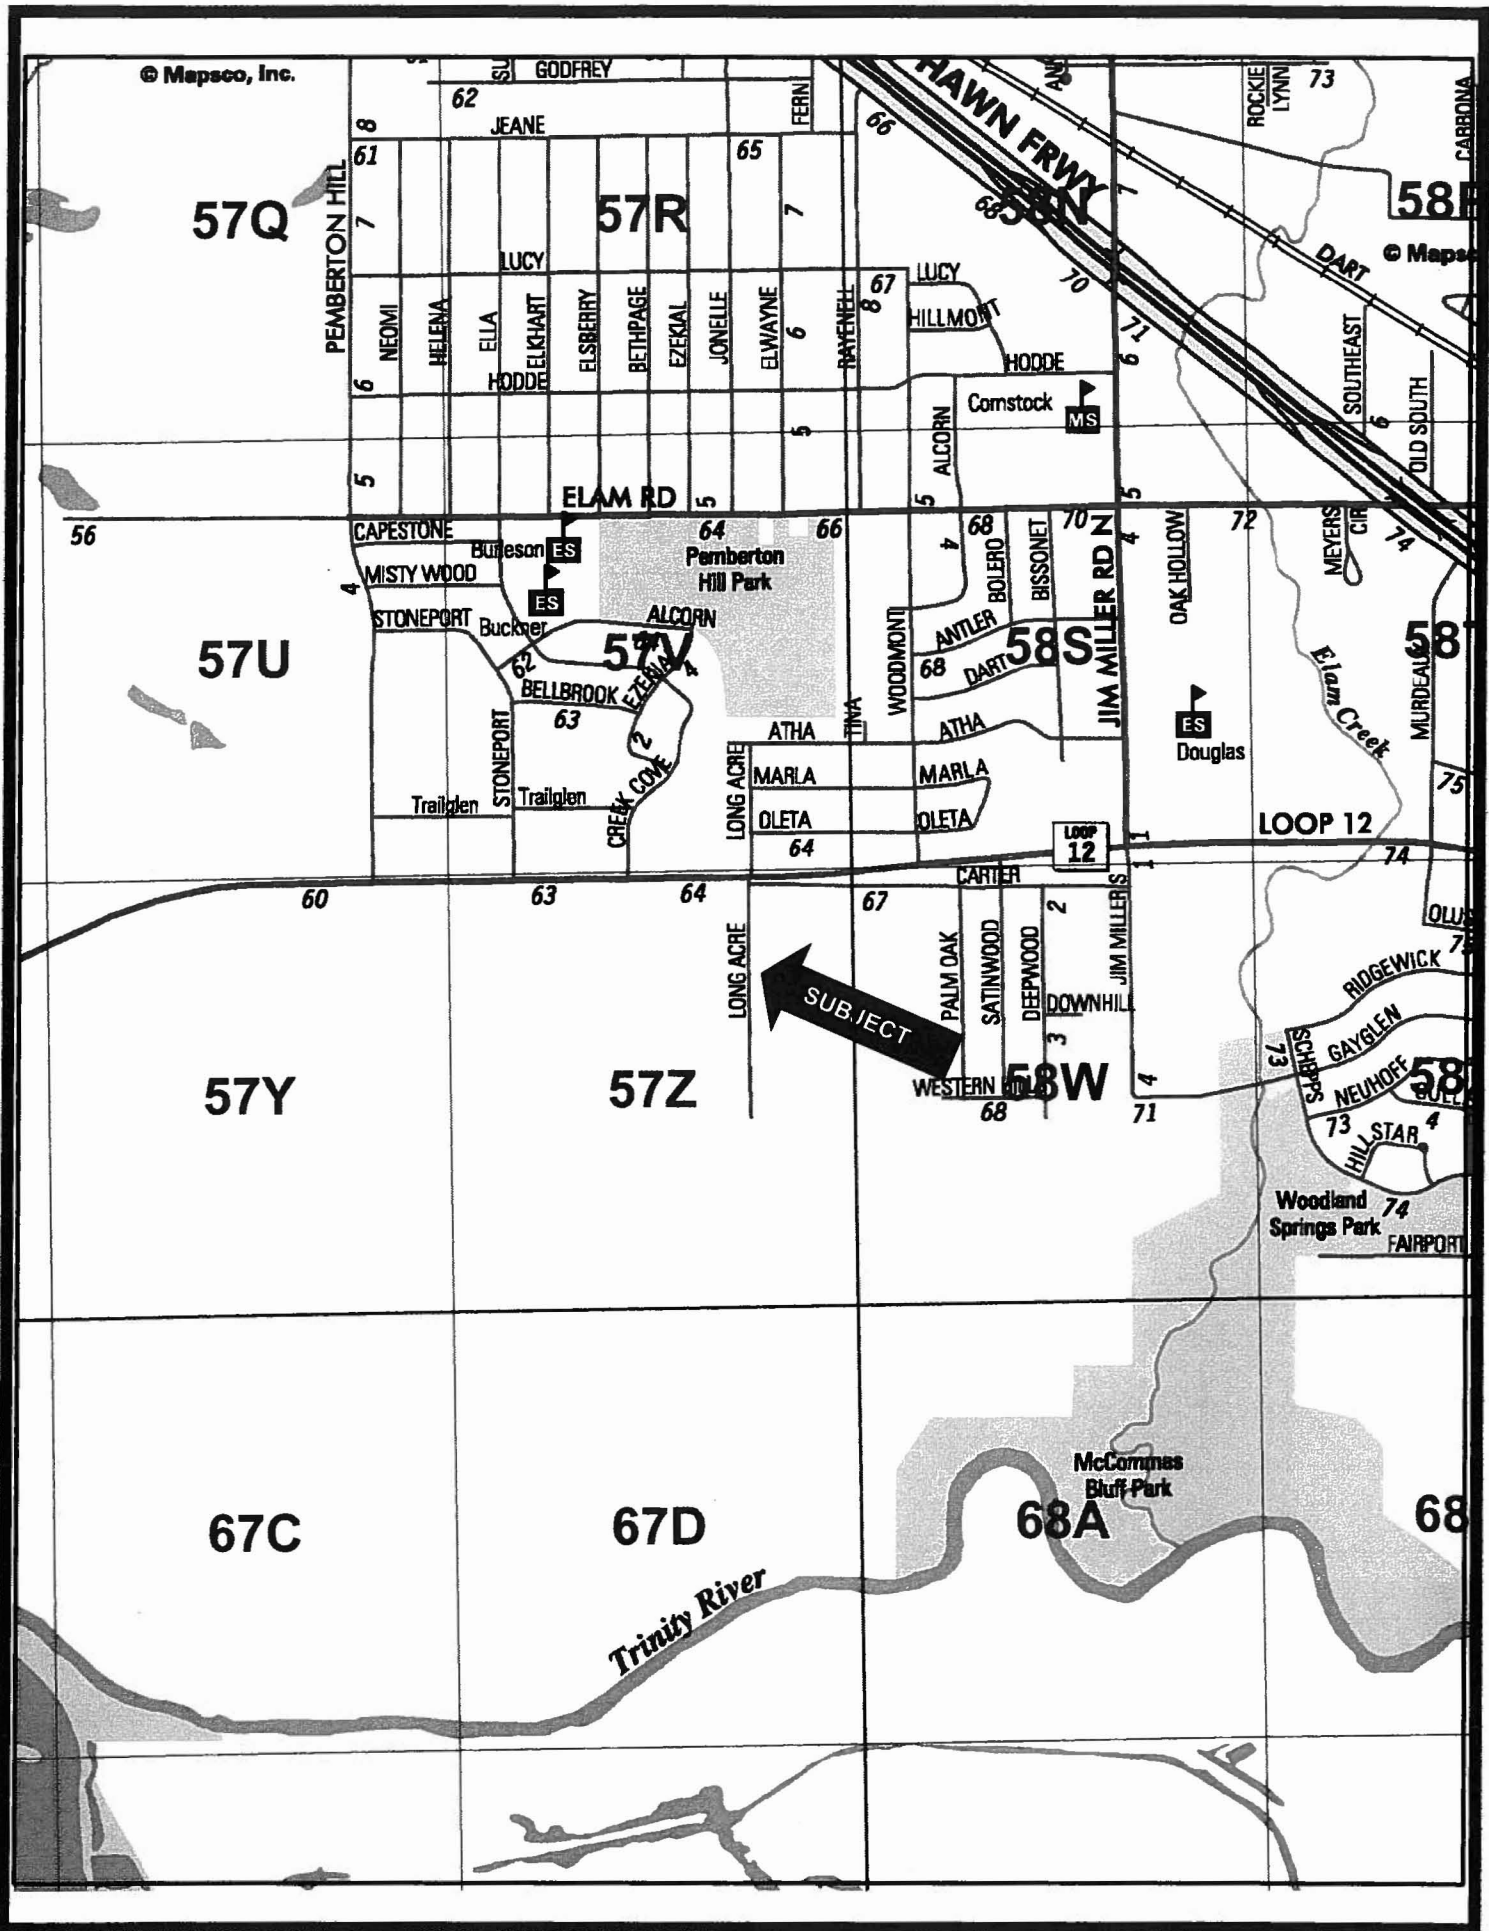 © Mapsco, Inc.
GODFREY
HAWN FRWY
62
FERN
66
ROCKIE
LYNN
73
CARBONA
8
JEANE
61
65
57Q
PEMBERTON HILL
7
57R
7
68
58N
7
58
© Mapsco
DART
70
LUCY
67
LUCY
8
HILLMONT
71
NEOMI
HELENA
ELLA
ELKHART
ELSBERRY
BETHPAGE
EZEKIAL
JONELLE
ELWAYNE
6
RAYENELL
6
SOUTHEAST
6
HODDE
HODDE
Comstock
MS
ALCORN
5
6
OLD SOUTH
5
ELAM RD
5
5
5
56
CAPESTONE
Burleson
ES
64
66
68
70
72
74
4
BOLERO
BISSONET
4
OAK HOLLOW
MEYERS
CIR
Pemberton
Hill Park
4
MISTY WOOD
ES
STONEPORT
Buckner
ALCORN
57U
57V
62
EZEKIAL
4
WOODMONT
ANTLER
68
DART
58S
JIM MILLER RD N
Elam Creek
58
MURDEAUX
BELLBROOK
63
STONEPORT
2
CREEK COVE
ATHA
TINA
ATHA
ES
Douglas
LONG ACRE
MARLA
MARLA
75
Trailglen
Trailglen
OLETA
OLETA
64
LOOP
12
1
LOOP 12
74
60
63
64
67
CARTER
1
2
JIM MILLER S
LONG ACRE
SUBJECT
PALM OAK
SATINWOOD
DEEPWOOD
DOWNHILL
3
RIDGEWICK
GAYGLEN
SCHEPPS
73
NEUHOFF
58
57Y
57Z
WESTERN HILLS
58W
68
4
71
73
4
HILLSTAR
Woodland
Springs Park
74
FAIRPORT
McCommas
Bluff Park
67C
67D
68A
68
Trinity River